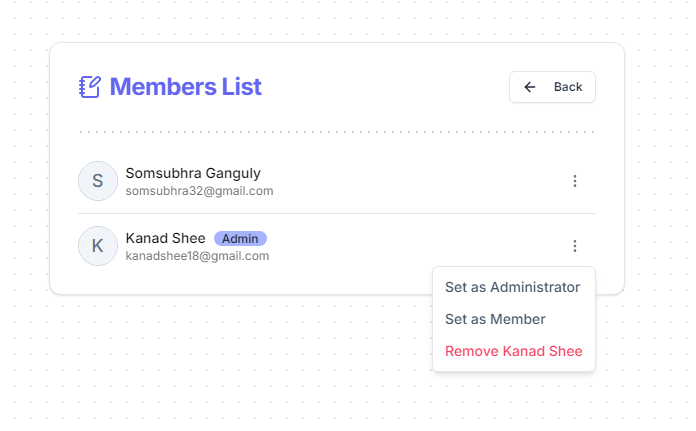 Members List
Back
S
Somsubhra Ganguly
somsubhra32@gmail.com
K
Kanad Shee Admin
kanadshee18@gmail.com
Set as Administrator
Set as Member
Remove Kanad Shee